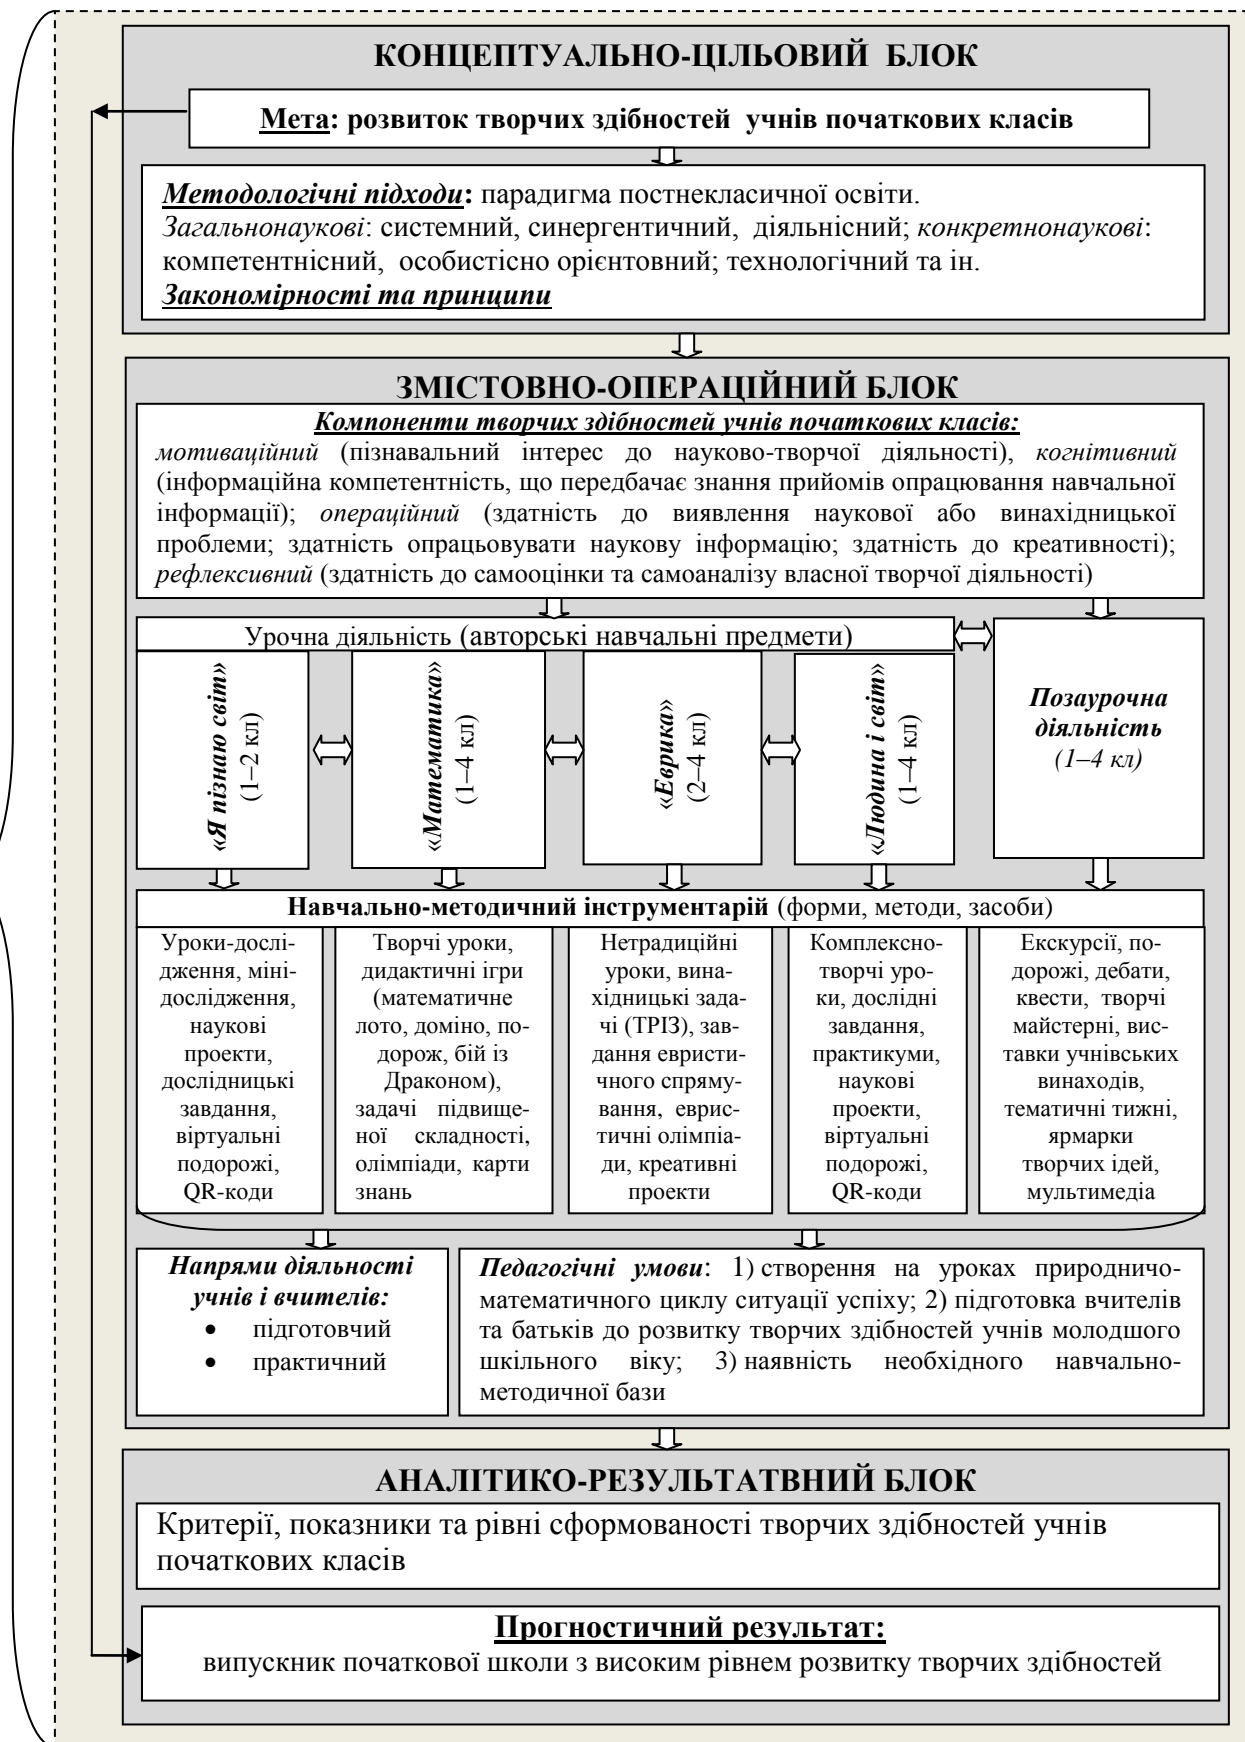 КОНЦЕПТУАЛЬНО-ЦІЛЬОВИЙ БЛОК
Мета: розвиток творчих здібностей учнів початкових класів
Методологічні підходи: парадигма постнекласичної освіти.
Загальнонаукові: системний, синергентичний, діяльнісний; конкретнонаукові:
компетентнісний, особистісно орієнтовний; технологічний та ін.
Закономірності та принципи
ЗМІСТОВНО-ОПЕРАЦІЙНИЙ БЛОК
Компоненти творчих здібностей учнів початкових класів:
мотиваційний (пізнавальний інтерес до науково-творчої діяльності), когнітивний
(інформаційна компетентність, що передбачає знання прийомів опрацювання навчальної
інформації); операційний (здатність до виявлення наукової або винахідницької
проблеми; здатність опрацьовувати наукову інформацію; здатність до креативності);
рефлексивний (здатність до самооцінки та самоаналізу власної творчої діяльності)
Урочна діяльність (авторські навчальні предмети)
«Я пізнаю світ»
(1–2 кл)
«Математика»
(1–4 кл)
«Еврика»
(2–4 кл)
«Людина і світ»
(1–4 кл)
Позаурочна
діяльність
(1–4 кл)
Навчально-методичний інструментарій (форми, методи, засоби)
Уроки-дослі-
дження, міні-
дослідження,
наукові
проекти,
дослідницькі
завдання,
віртуальні
подорожі,
QR-коди
Творчі уроки,
дидактичні ігри
(математичне
лото, доміно, по-
дорож, бій із
Драконом),
задачі підвище-
ної складності,
олімпіади, карти
знань
Нетрадиційні
уроки, вина-
хідницькі зада-
чі (ТРІЗ), зав-
дання евристи-
чного спряму-
вання, еврис-
тичні олімпіа-
ди, креативні
проекти
Комплексно-
творчі уро-
ки, дослідні
завдання,
практикуми,
наукові
проекти,
віртуальні
подорожі,
QR-коди
Екскурсії, по-
дорожі, дебати,
квести, творчі
майстерні, вис-
тавки учнівських
винаходів,
тематичні тижні,
ярмарки
творчих ідей,
мультимедіа
Напрями діяльності
учнів і вчителів:
• підготовчий
• практичний
Педагогічні умови: 1) створення на уроках природничо-
математичного циклу ситуації успіху; 2) підготовка вчителів
та батьків до розвитку творчих здібностей учнів молодшого
шкільного віку; 3) наявність необхідного навчально-
методичної бази
АНАЛІТИКО-РЕЗУЛЬТАТВНИЙ БЛОК
Критерії, показники та рівні сформованості творчих здібностей учнів
початкових класів
Прогностичний результат:
випускник початкової школи з високим рівнем розвитку творчих здібностей